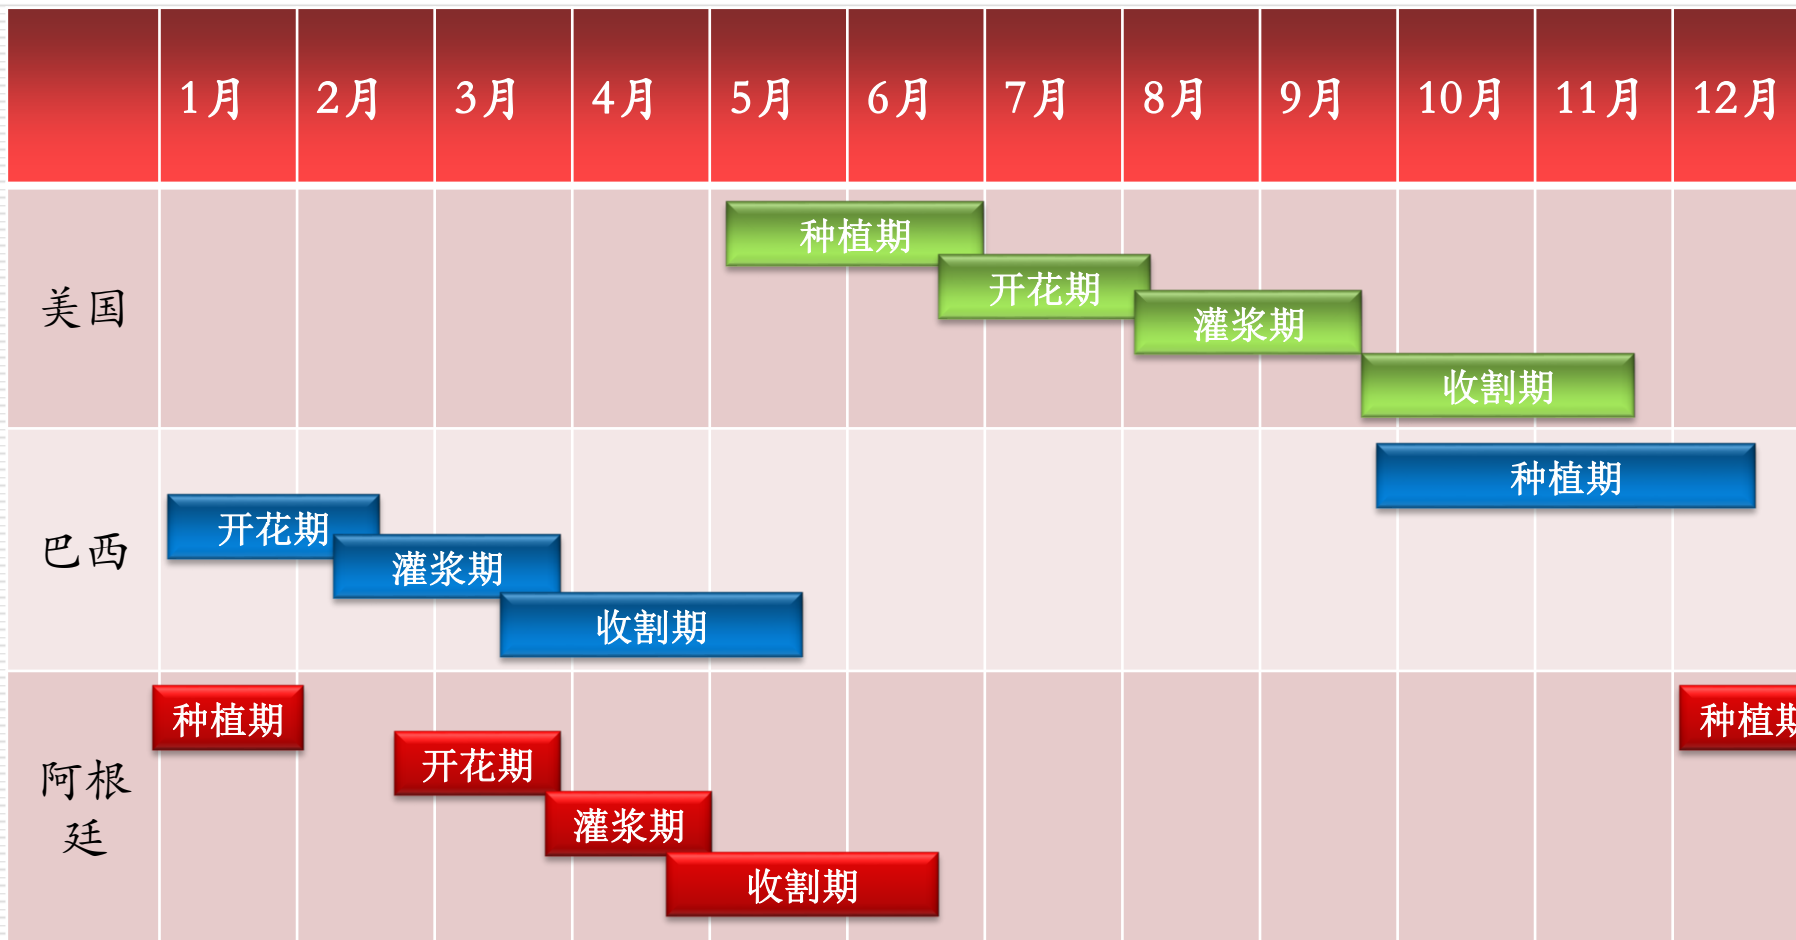 1月 2月 3月 4月 5月 6月 7月 8月 9月 10月 11月 12月
美国
种植期
开花期
灌浆期
收割期
巴西
种植期
开花期
灌浆期
收割期
阿根
廷
种植期
种植期
开花期
灌浆期
收割期